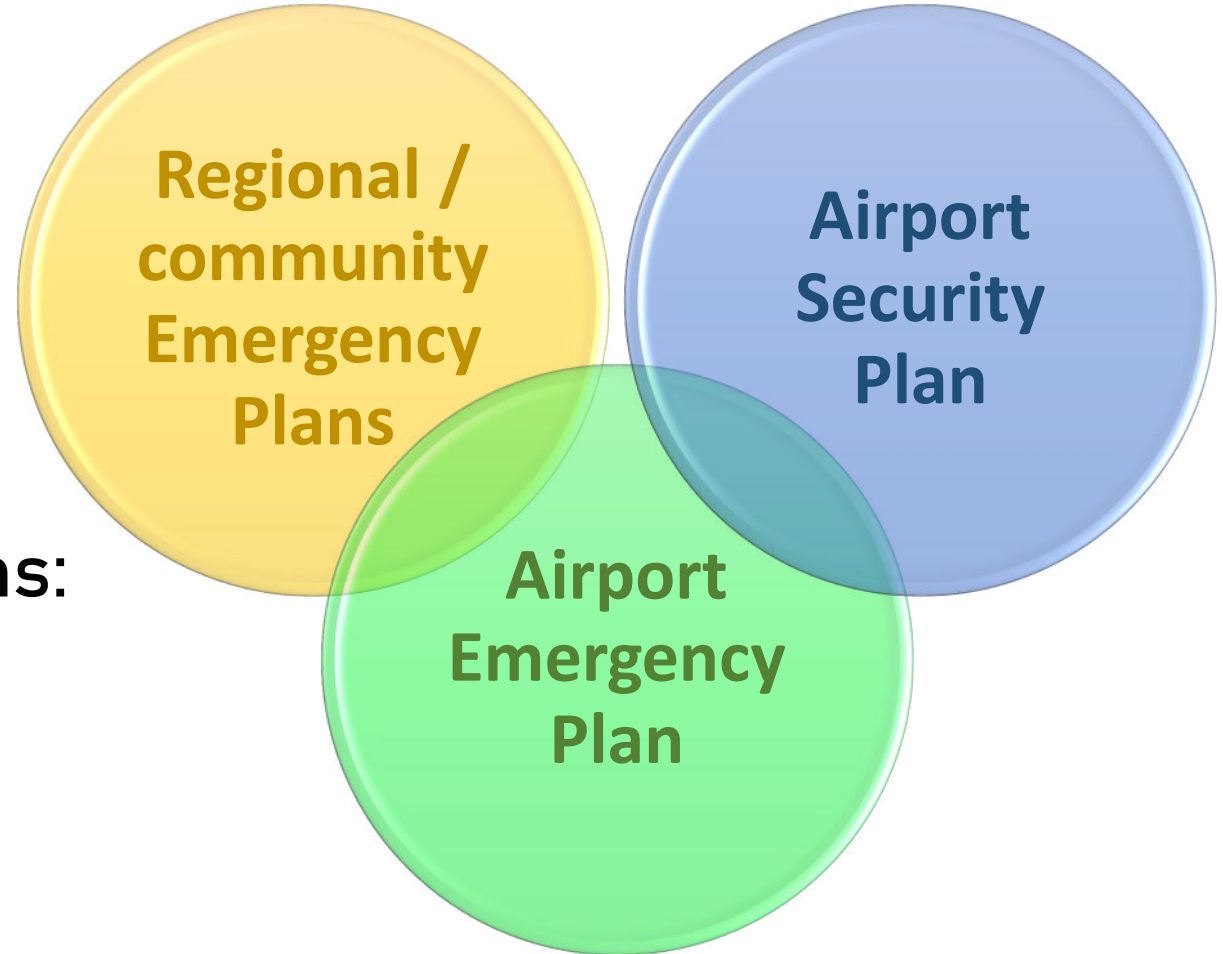 Regional /
community
Emergency
Plans
Airport
Security
Plan
ns:
Airport
Emergency
Plan